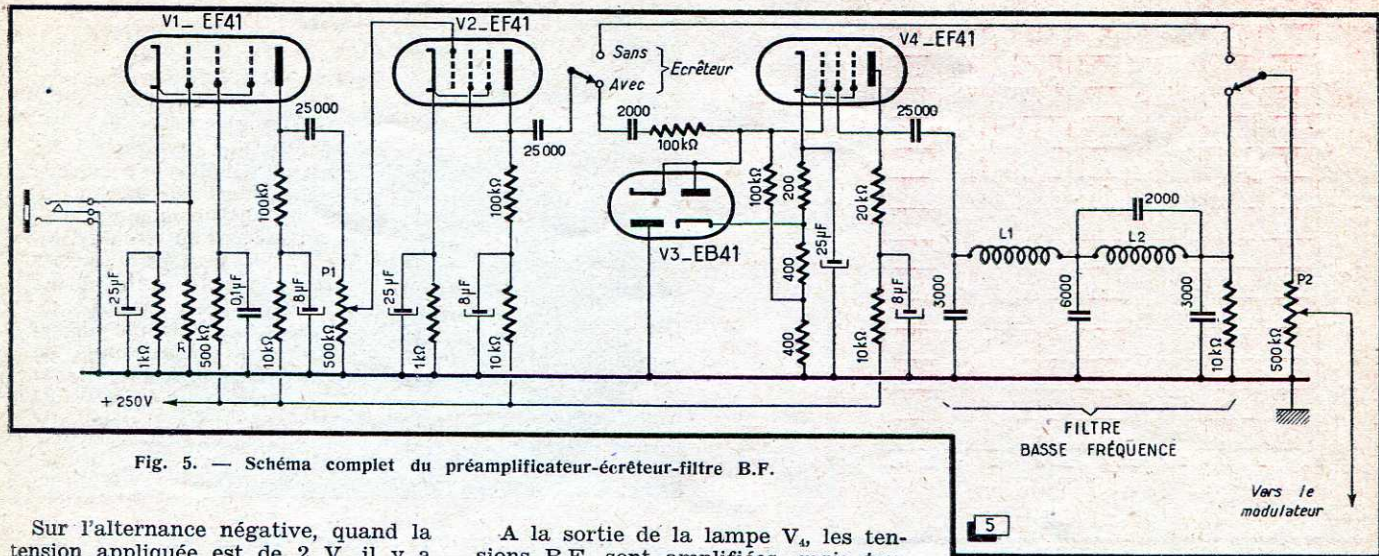 V1_ EF41
V2_EF41
V4_EF41
Sans
Avec
Ecrêteur
25000
25000
2000
100kΩ
25000
V3_EB41
100kΩ
100kΩ
100kΩ
200
20kΩ
400
400
25µF
L1
L2
2000
25µF
1kΩ
500kΩ
0,1µF
10kΩ
8µF
P1
500kΩ
25µF
1kΩ
8µF
10kΩ
10kΩ
8µF
3000
6000
3000
10kΩ
P2
500kΩ
+ 250V
FILTRE
BASSE FRÉQUENCE
Vers le
modulateur
5
Fig. 5. — Schéma complet du préamplificateur-écrêteur-filtre B.F.
Sur l'alternance négative, quand la
tension appliquée est de 2 V, il y a
A la sortie de la lampe V₄, les ten-
sions B.F. sont amplifiées, mais